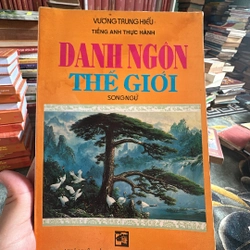 VƯƠNG TRUNG HIẾU
TIẾNG ANH THỰC HÀNH
DANH NGÔN
THẾ GIỚI
SONG NGỮ